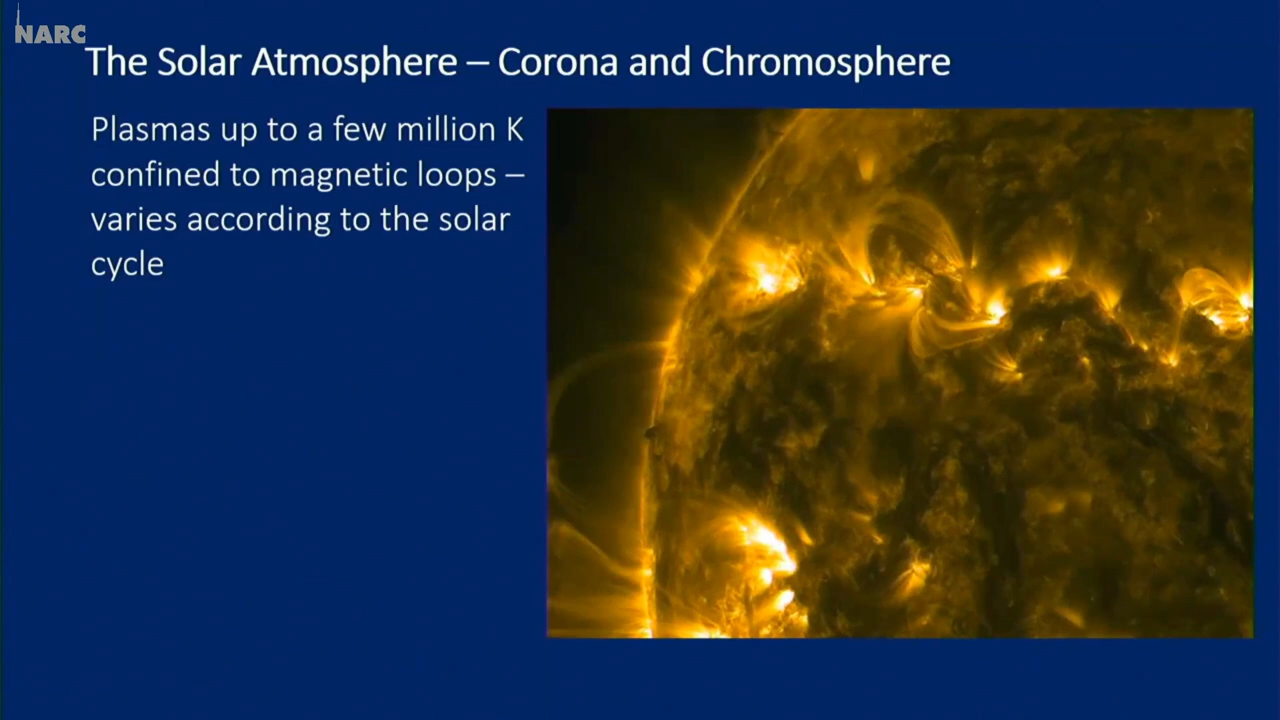 NARC
The Solar Atmosphere – Corona and Chromosphere
Plasmas up to a few million K
confined to magnetic loops –
varies according to the solar
cycle